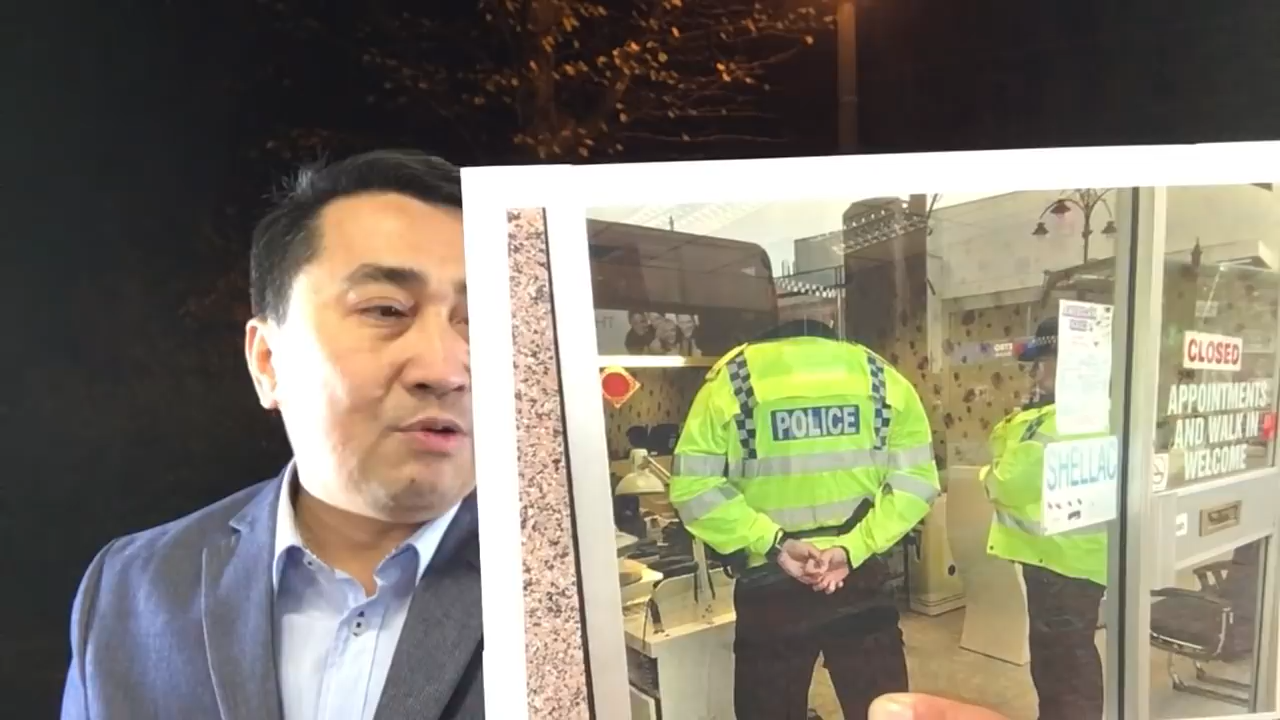 POLICE
SHELLAC
CLOSED
APPOINTMENTS
AND WALK IN
WELCOME